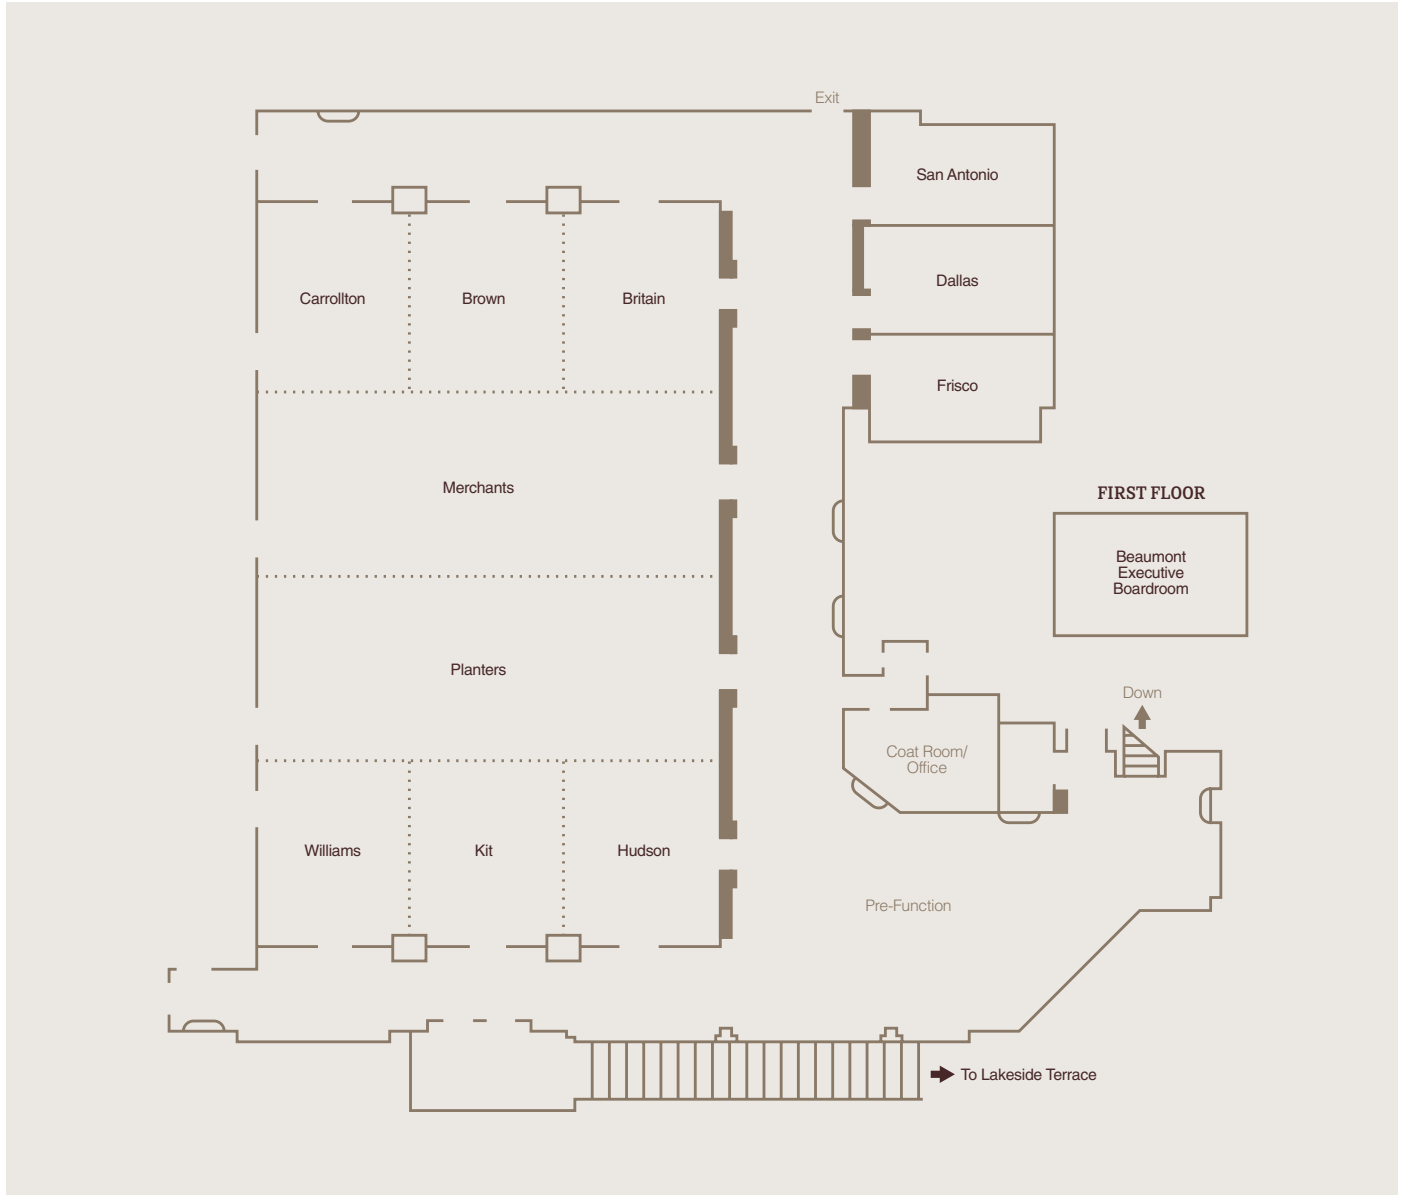 Exit
San Antonio
Dallas
Carrollton
Brown
Britain
Frisco
Merchants
FIRST FLOOR
Beaumont
Executive
Boardroom
Planters
Down
Coat Room/
Office
Williams
Kit
Hudson
Pre-Function
To Lakeside Terrace